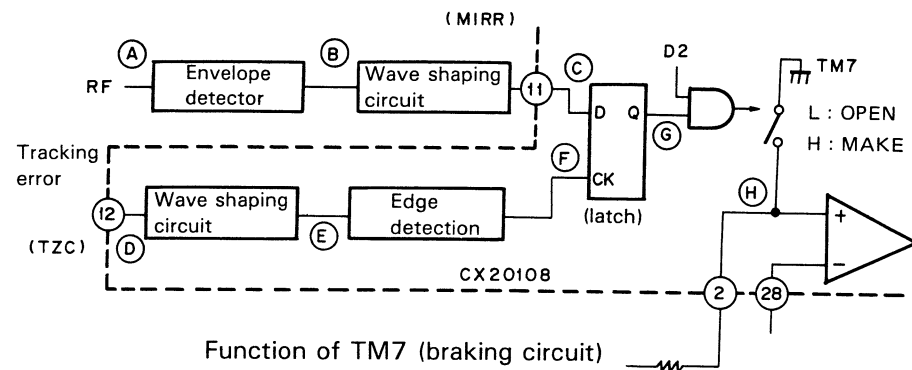 (MIRR)
A
B
C
D2
TM7
RF
Envelope
detector
Wave shaping
circuit
11
D
Q
G
L : OPEN
H : MAKE
Tracking
error
F
CK
(latch)
H
12
Wave shaping
circuit
Edge
detection
(TZC)
D
E
+
−
CX20108
2
28
Function of TM7 (braking circuit)